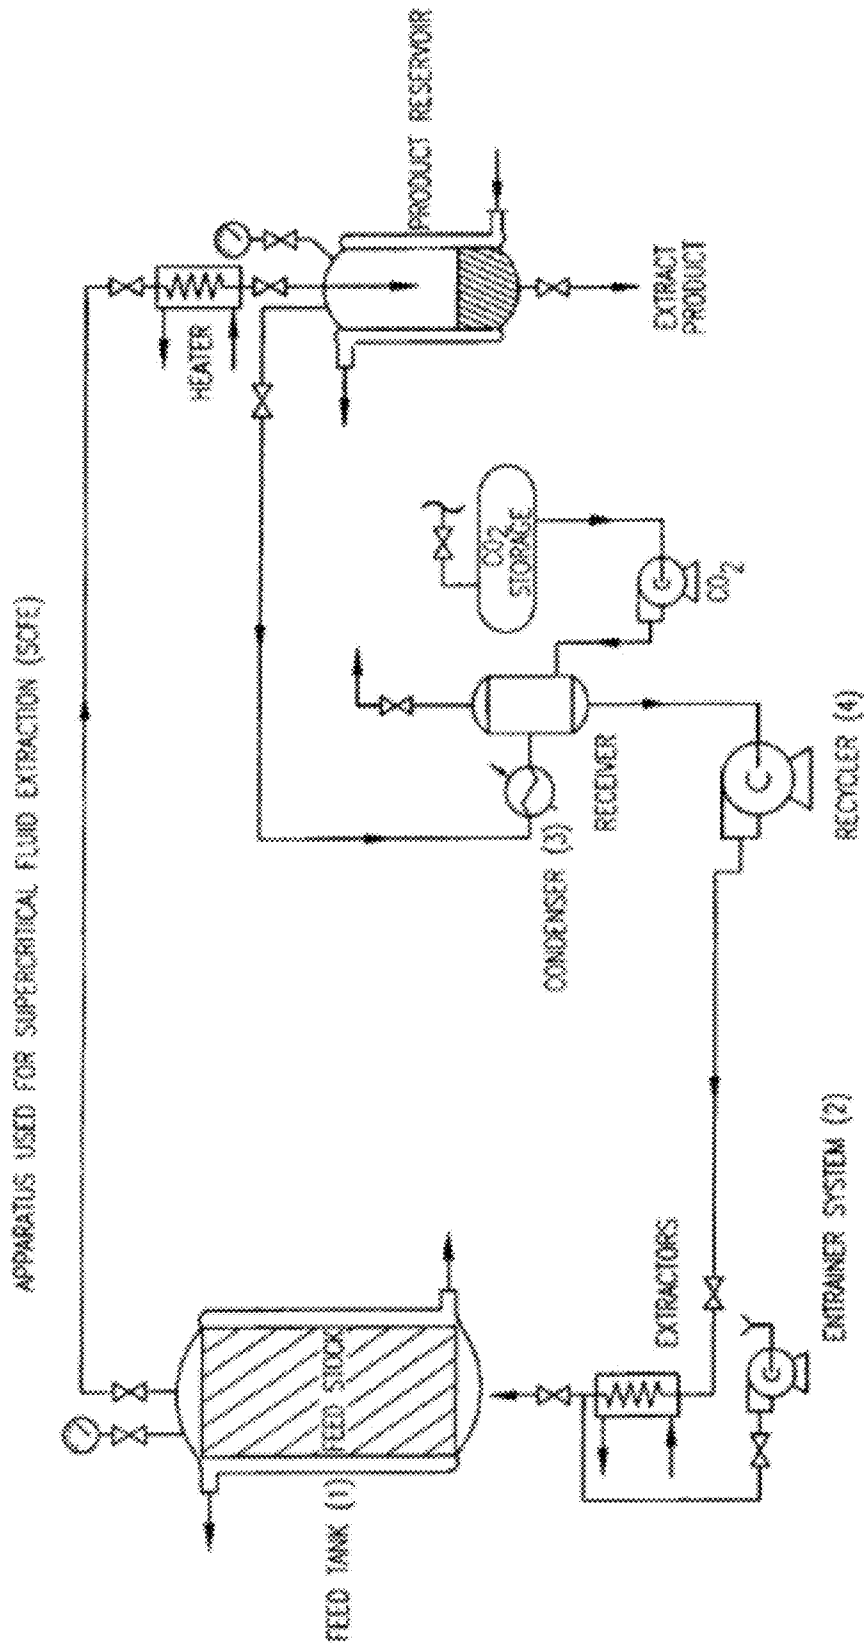 APPARATUS USED FOR SUPERCRITICAL FLUID EXTRACTION (SCFE)
HEATER
PRODUCT RESERVOIR
FEED STOCK
FEED TANK (1)
CO2
STORAGE
EXTRACT
PRODUCT
CONDENSER (3)
RECEIVER
CO2
EXTRACTORS
RECYCLER (4)
ENTRAINER SYSTEM (2)